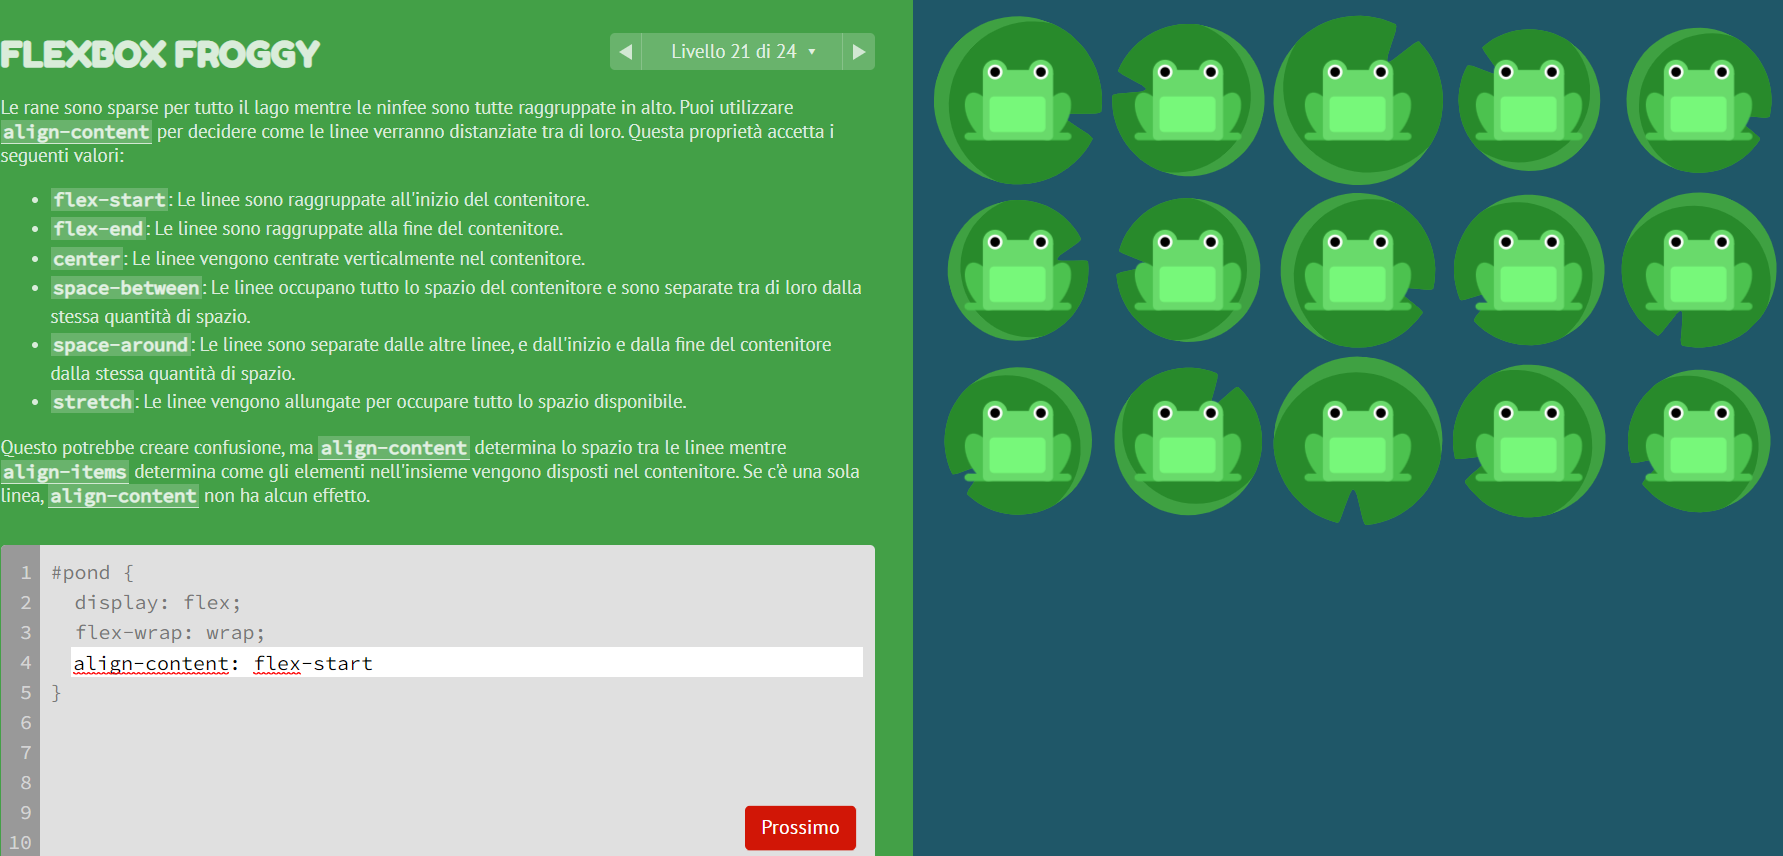 FLEXBOX FROGGY
Livello 21 di 24
Le rane sono sparse per tutto il lago mentre le ninfee sono tutte raggruppate in alto. Puoi utilizzare
align-content per decidere come le linee verranno distanziate tra di loro. Questa proprietà accetta i
seguenti valori:
• flex-start: Le linee sono raggruppate all'inizio del contenitore.
• flex-end: Le linee sono raggruppate alla fine del contenitore.
• center: Le linee vengono centrate verticalmente nel contenitore.
• space-between: Le linee occupano tutto lo spazio del contenitore e sono separate tra di loro dalla
stessa quantità di spazio.
• space-around: Le linee sono separate dalle altre linee, e dall'inizio e dalla fine del contenitore
dalla stessa quantità di spazio.
• stretch: Le linee vengono allungate per occupare tutto lo spazio disponibile.
Questo potrebbe creare confusione, ma align-content determina lo spazio tra le linee mentre
align-items determina come gli elementi nell'insieme vengono disposti nel contenitore. Se c'è una sola
linea, align-content non ha alcun effetto.
1 #pond {
2 display: flex;
3 flex-wrap: wrap;
4 align-content: flex-start
5 }
6
7
8
9
10
Prossimo